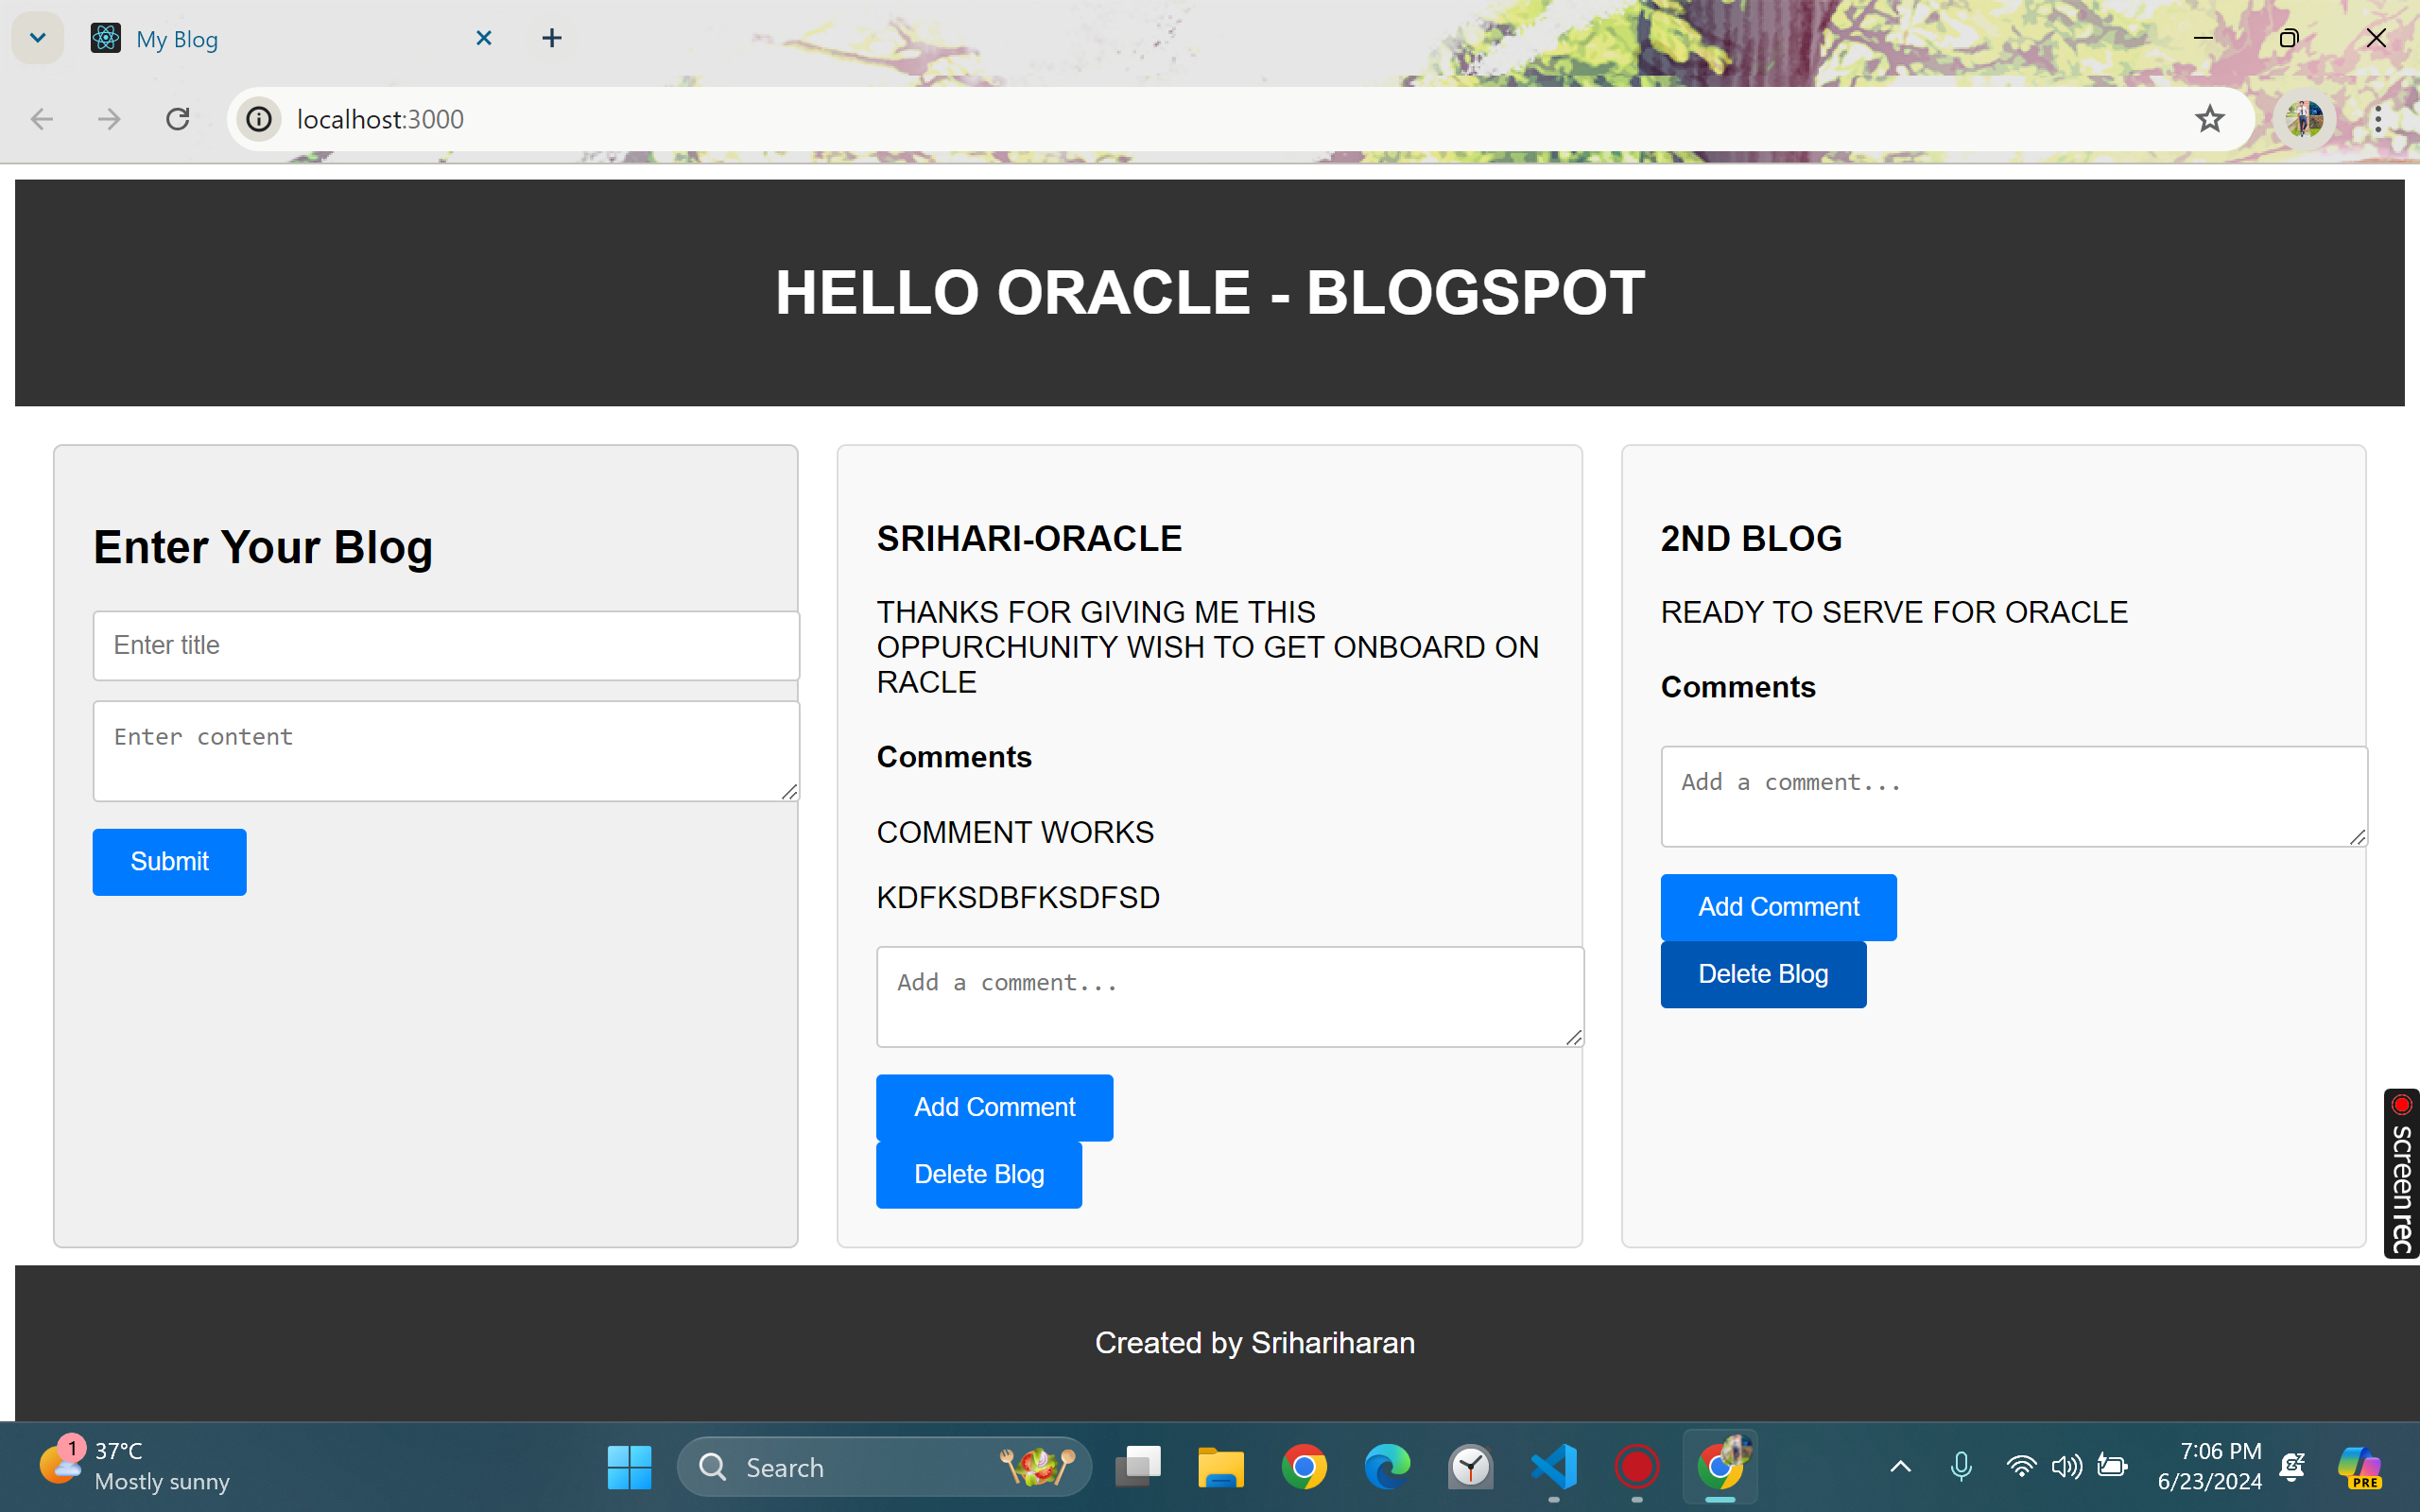 My Blog
localhost:3000
HELLO ORACLE - BLOGSPOT
Enter Your Blog
Enter title
Enter content
Submit
SRIHARI-ORACLE
THANKS FOR GIVING ME THIS
OPPURCHUNITY WISH TO GET ONBOARD ON
RACLE
Comments
COMMENT WORKS
KDFKSDBFKSDFSD
Add a comment...
Add Comment
Delete Blog
2ND BLOG
READY TO SERVE FOR ORACLE
Comments
Add a comment...
Add Comment
Delete Blog
screenrec
Created by Srihariharan
1
37°C
Mostly sunny
Search
7:06 PM
6/23/2024
PRE